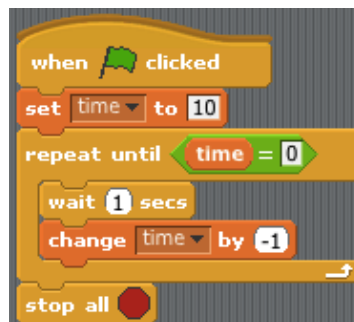 when clicked
set time to 10
repeat until time = 0
wait 1 secs
change time by -1
stop all